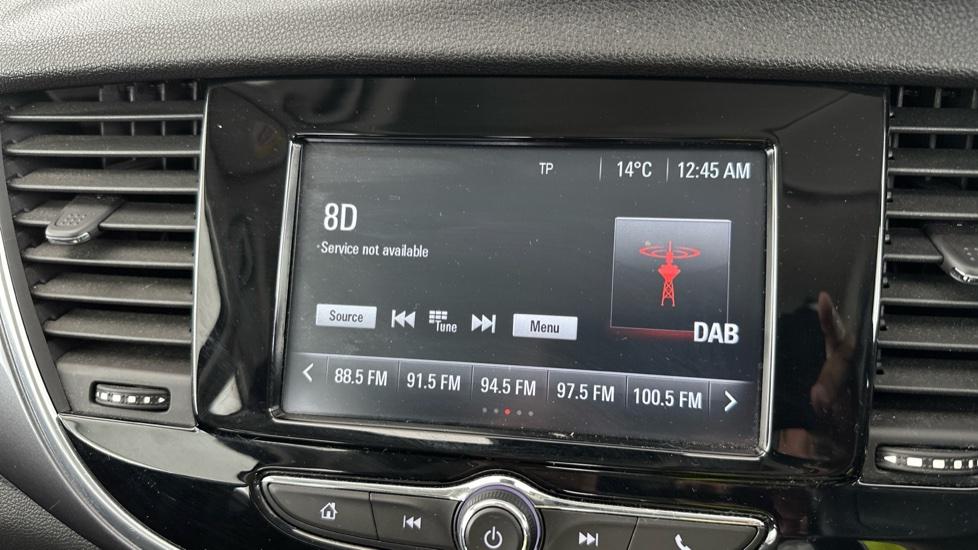 TP 14°C 12:45 AM
8D
Service not available
DAB
Source Tune Menu
88.5 FM 91.5 FM 94.5 FM 97.5 FM 100.5 FM